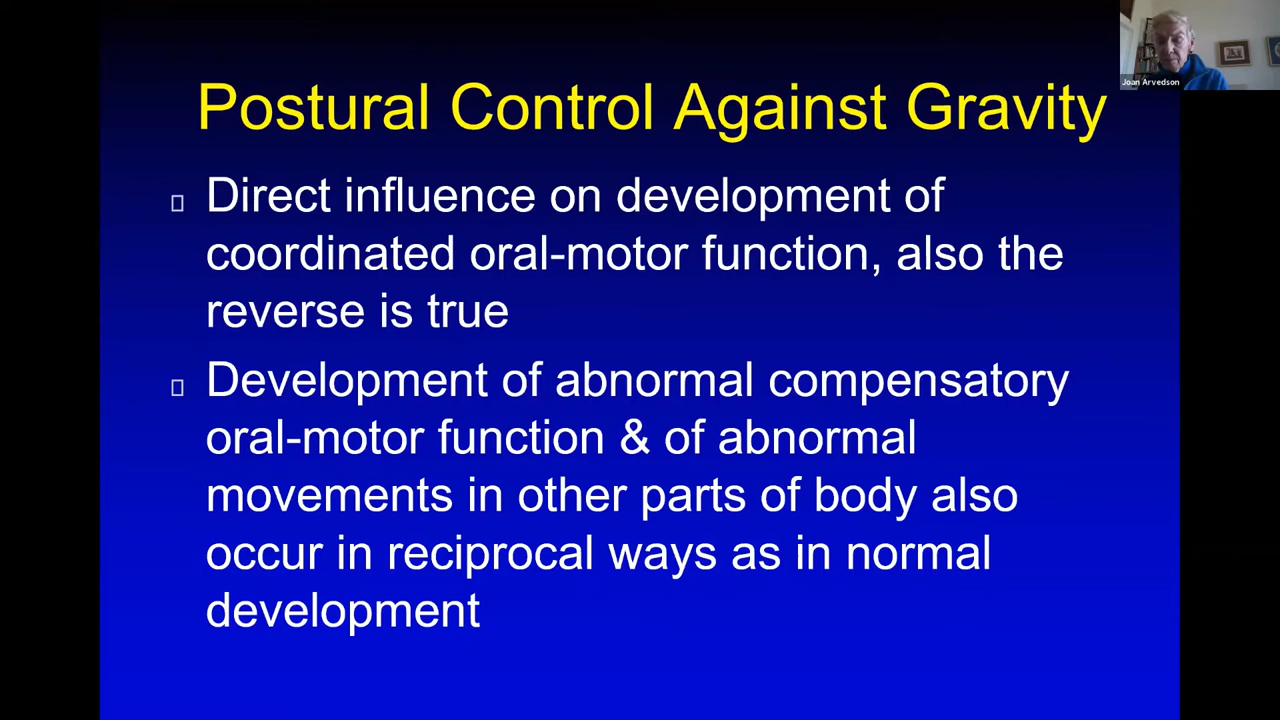 Postural Control Against Gravity
Direct influence on development of
coordinated oral-motor function, also the
reverse is true
Development of abnormal compensatory
oral-motor function & of abnormal
movements in other parts of body also
occur in reciprocal ways as in normal
development
Joan Arvedson